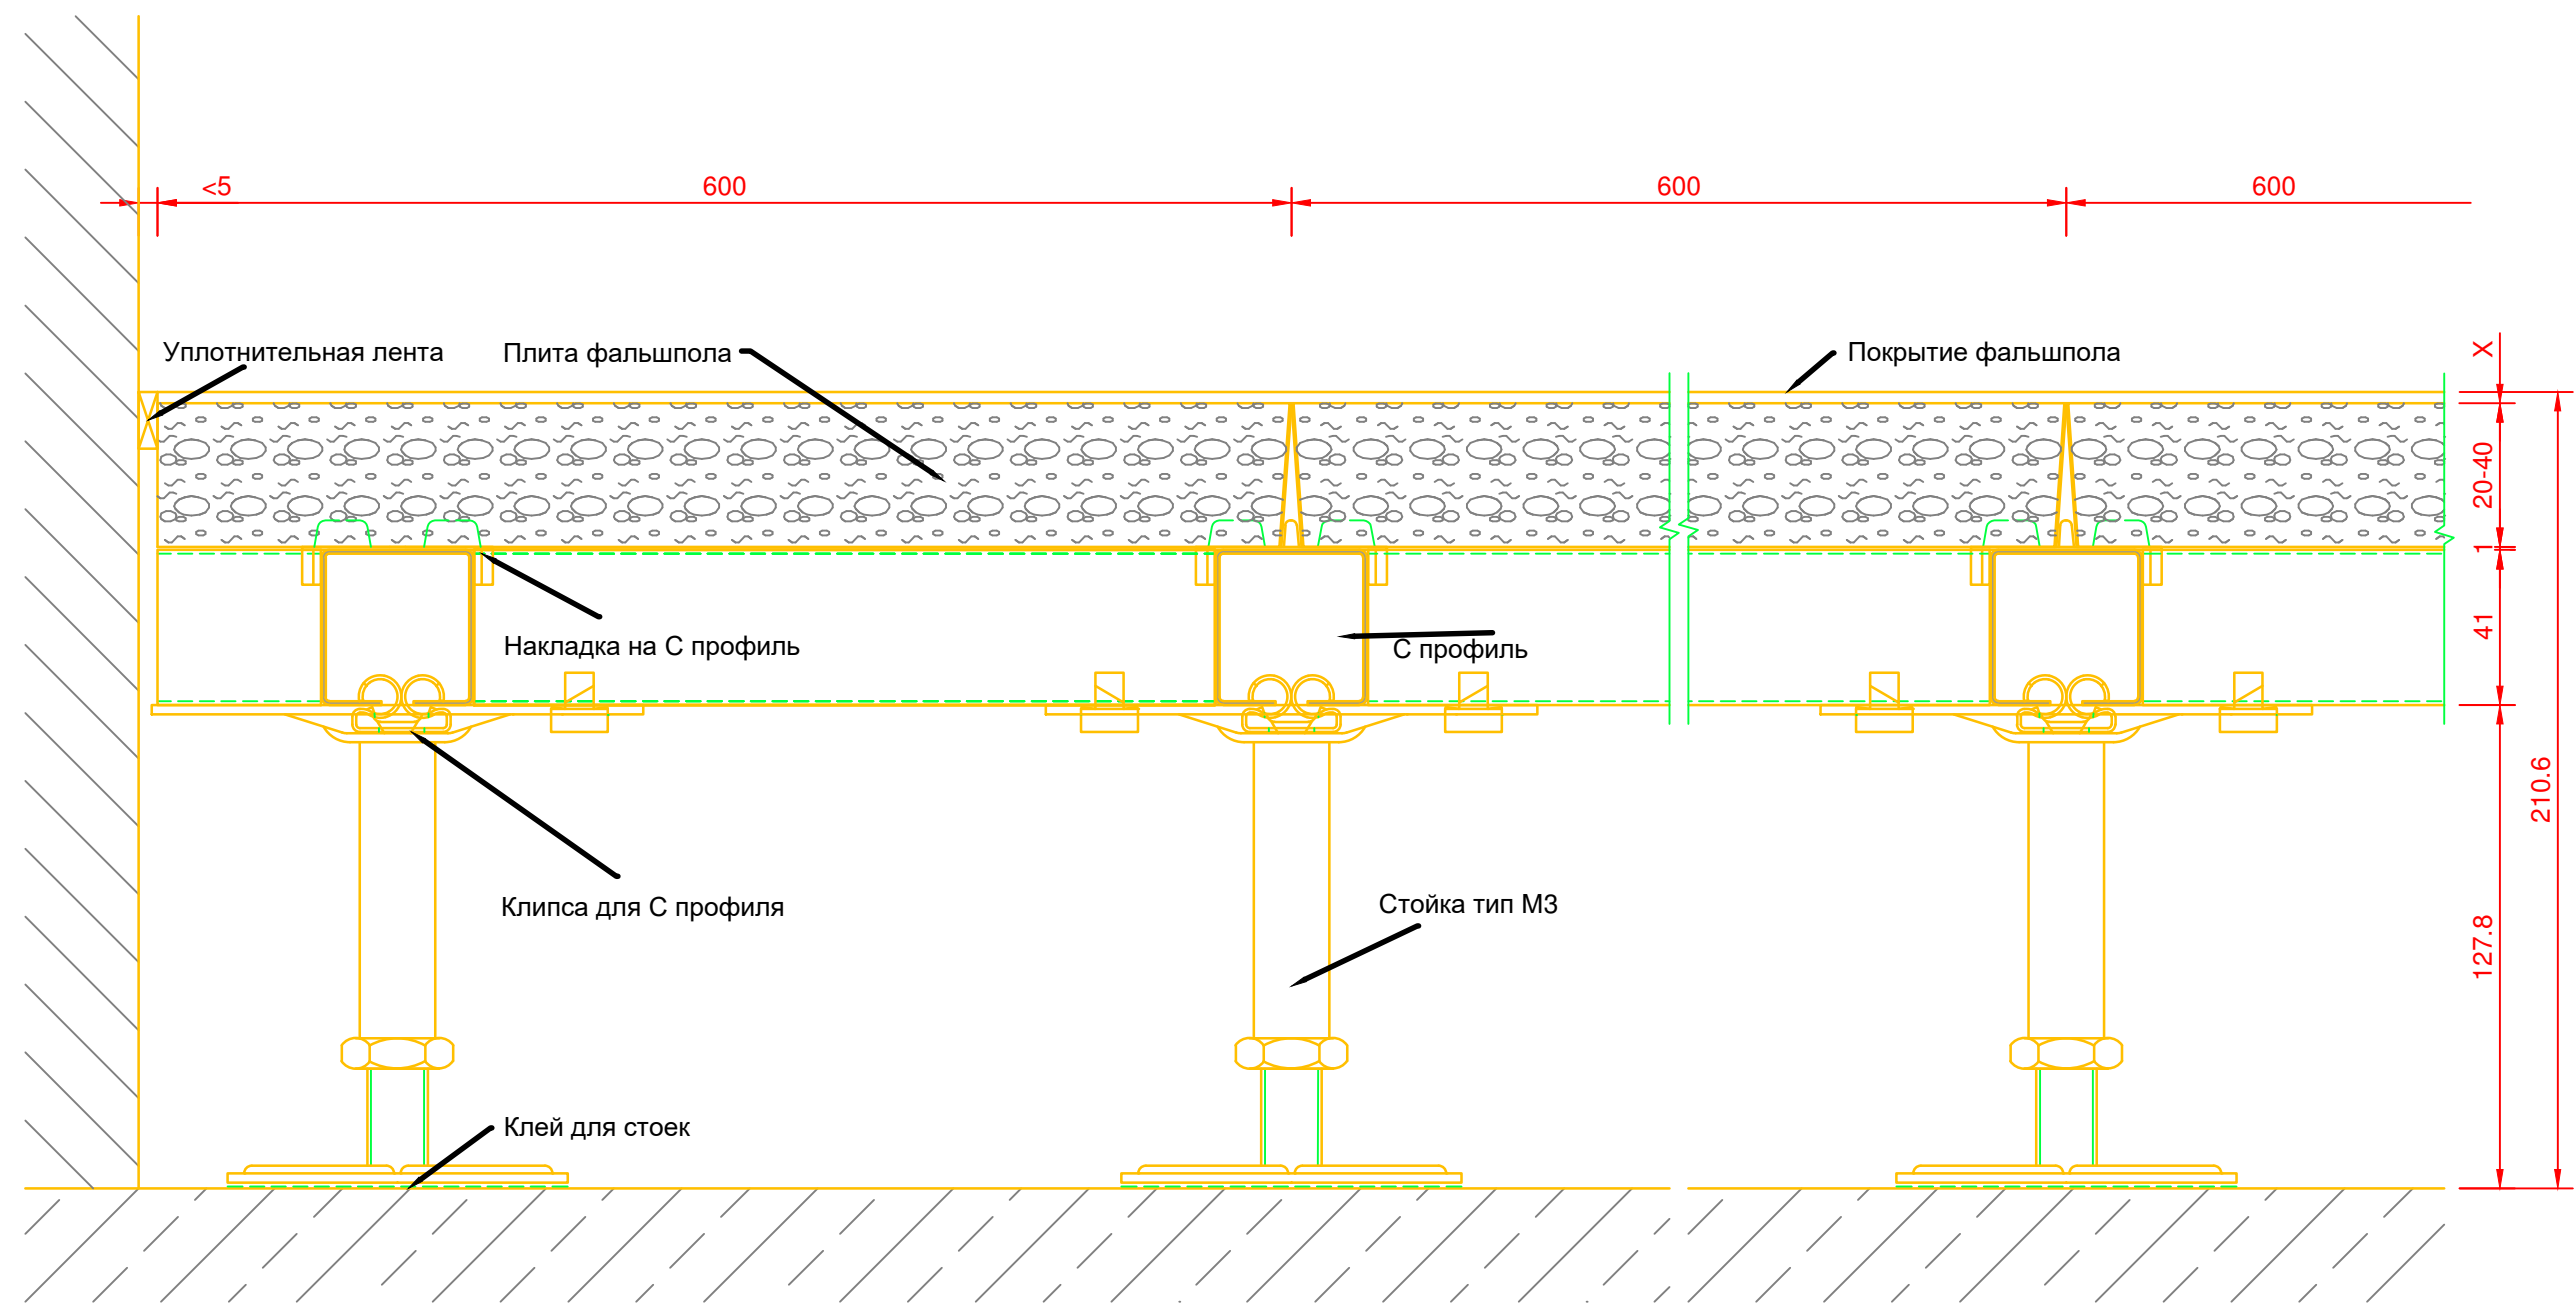 <5
600
600
600
Уплотнительная лента
Плита фальшпола
Покрытие фальшпола
X
20-40
1
41
Накладка на С профиль
С профиль
210.6
Клипса для С профиля
Стойка тип М3
127.8
Клей для стоек